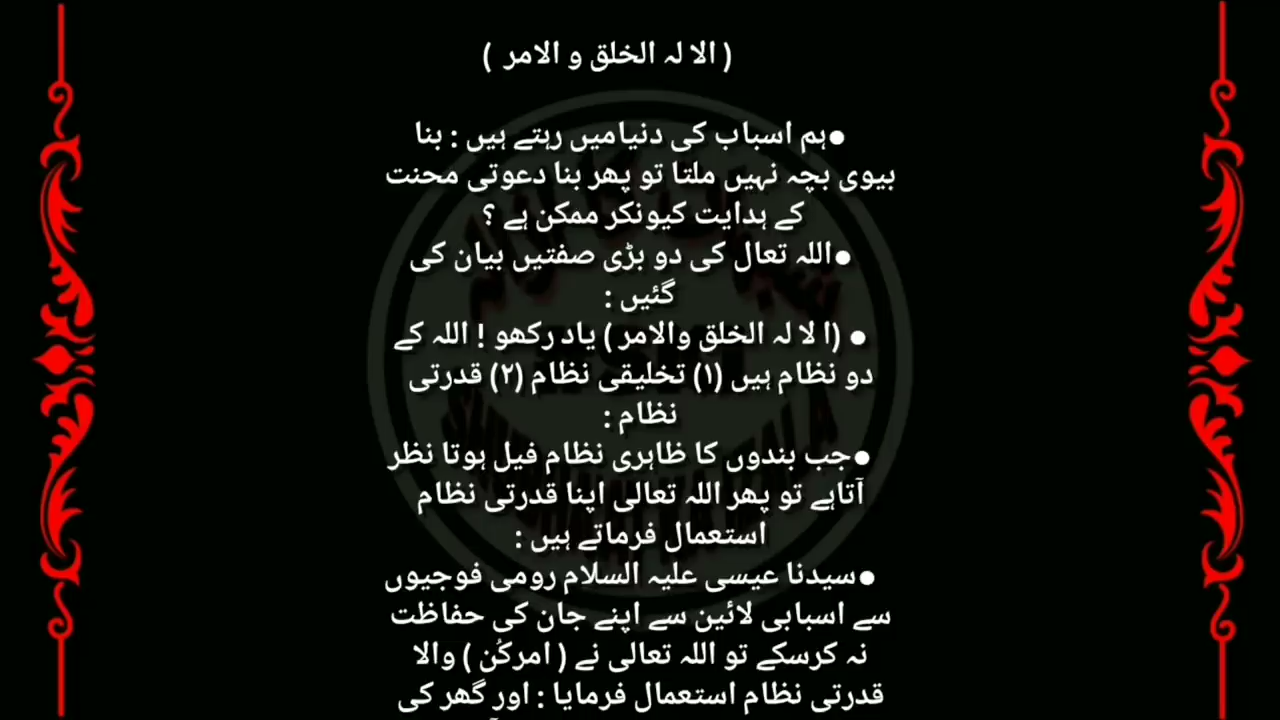 ( الا لہ الخلق و الامر )
●ہم اسباب کی دنیامیں رہتے ہیں : بنا
بیوی بچہ نہیں ملتا تو پھر بنا دعوتی محنت
کے ہدایت کیونکر ممکن ہے ؟
●اللہ تعال کی دو بڑی صفتیں بیان کی
گئیں :
● (ا لا لہ الخلق والامر ) یاد رکھو ! اللہ کے
دو نظام ہیں (۱) تخلیقی نظام (۲) قدرتی
نظام :
●جب بندوں کا ظاہری نظام فیل ہوتا نظر
آتاہے تو پھر اللہ تعالی اپنا قدرتی نظام
استعمال فرماتے ہیں :
●سیدنا عیسی علیہ السلام رومی فوجیوں
سے اسبابی لائین سے اپنے جان کی حفاظت
نہ کرسکے تو اللہ تعالی نے ( امرکُن ) والا
قدرتی نظام استعمال فرمایا : اور گھر کی